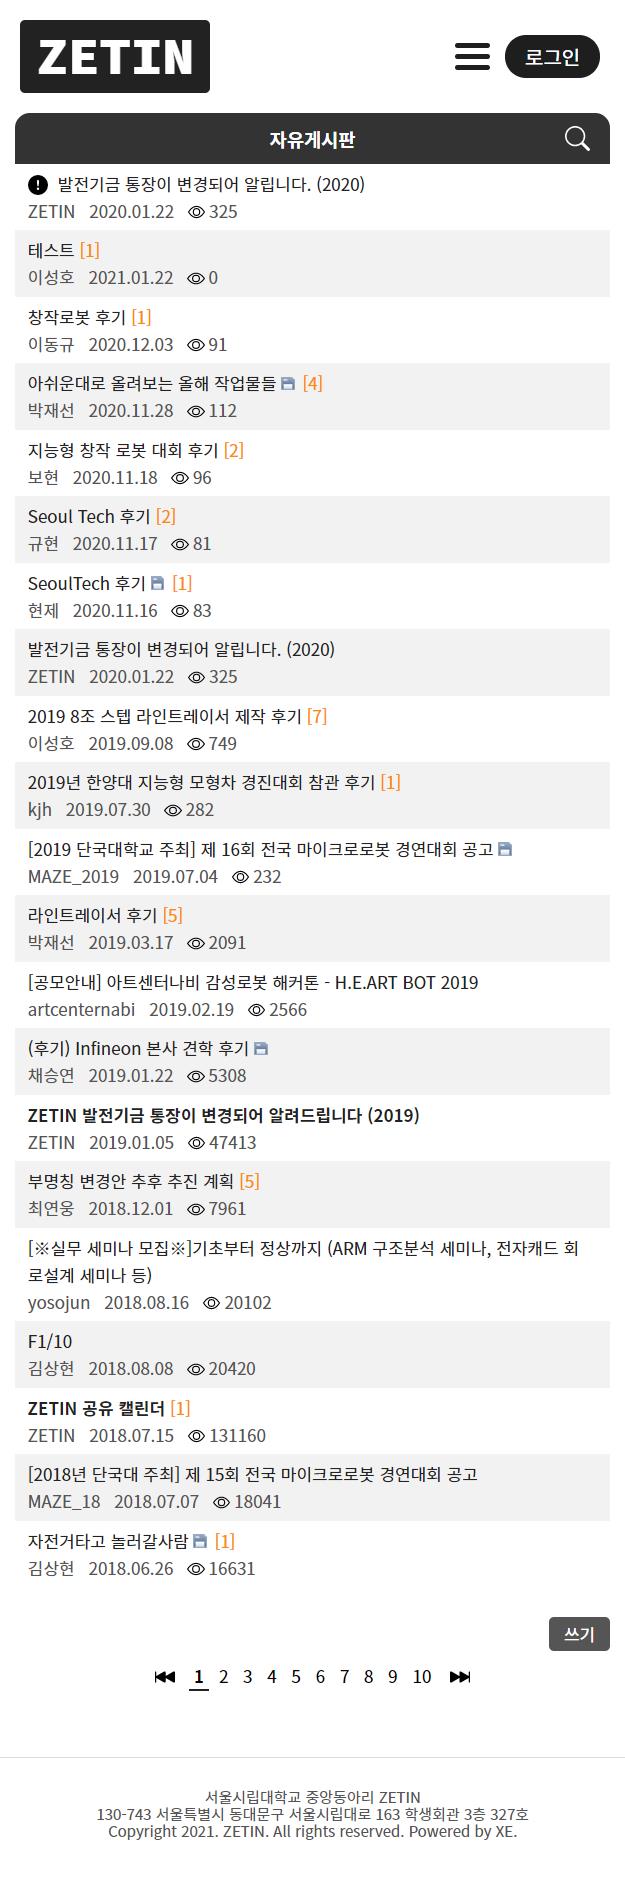 ZETIN
로그인
자유게시판
발전기금 통장이 변경되어 알립니다. (2020)
ZETIN 2020.01.22 325
테스트 [1]
이성호 2021.01.22 0
창작로봇 후기 [1]
이동규 2020.12.03 91
아쉬운대로 올려보는 올해 작업물들 [4]
박재선 2020.11.28 112
지능형 창작 로봇 대회 후기 [2]
보현 2020.11.18 96
Seoul Tech 후기 [2]
규현 2020.11.17 81
SeoulTech 후기 [1]
현제 2020.11.16 83
발전기금 통장이 변경되어 알립니다. (2020)
ZETIN 2020.01.22 325
2019 8조 스텝 라인트레이서 제작 후기 [7]
이성호 2019.09.08 749
2019년 한양대 지능형 모형차 경진대회 참관 후기 [1]
kjh 2019.07.30 282
[2019 단국대학교 주최] 제 16회 전국 마이크로로봇 경연대회 공고
MAZE_2019 2019.07.04 232
라인트레이서 후기 [5]
박재선 2019.03.17 2091
[공모안내] 아트센터나비 감성로봇 해커톤 - H.E.ART BOT 2019
artcenternabi 2019.02.19 2566
(후기) Infineon 본사 견학 후기
채승연 2019.01.22 5308
ZETIN 발전기금 통장이 변경되어 알려드립니다 (2019)
ZETIN 2019.01.05 47413
부명칭 변경안 추후 추진 계획 [5]
최연웅 2018.12.01 7961
[※실무 세미나 모집※]기초부터 정상까지 (ARM 구조분석 세미나, 전자캐드 회
로설계 세미나 등)
yosojun 2018.08.16 20102
F1/10
김상현 2018.08.08 20420
ZETIN 공유 캘린더 [1]
ZETIN 2018.07.15 131160
[2018년 단국대 주최] 제 15회 전국 마이크로로봇 경연대회 공고
MAZE_18 2018.07.07 18041
자전거타고 놀러갈사람 [1]
김상현 2018.06.26 16631
쓰기
1 2 3 4 5 6 7 8 9 10
서울시립대학교 중앙동아리 ZETIN
130-743 서울특별시 동대문구 서울시립대로 163 학생회관 3층 327호
Copyright 2021. ZETIN. All rights reserved. Powered by XE.